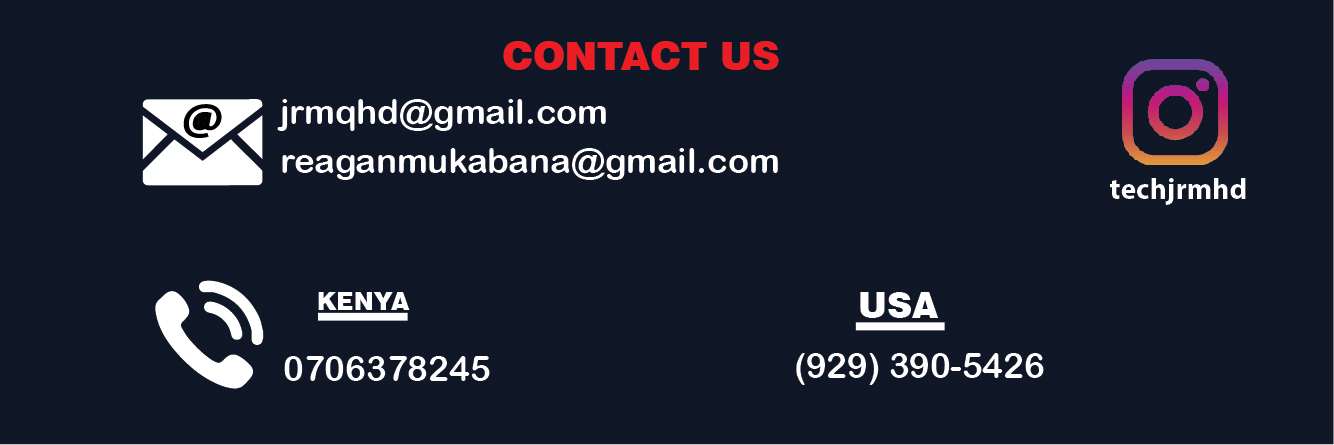 CONTACT US
@
jrmqhd@gmail.com
reaganmukabana@gmail.com
techjrmhd
KENYA
0706378245
USA
(929) 390-5426